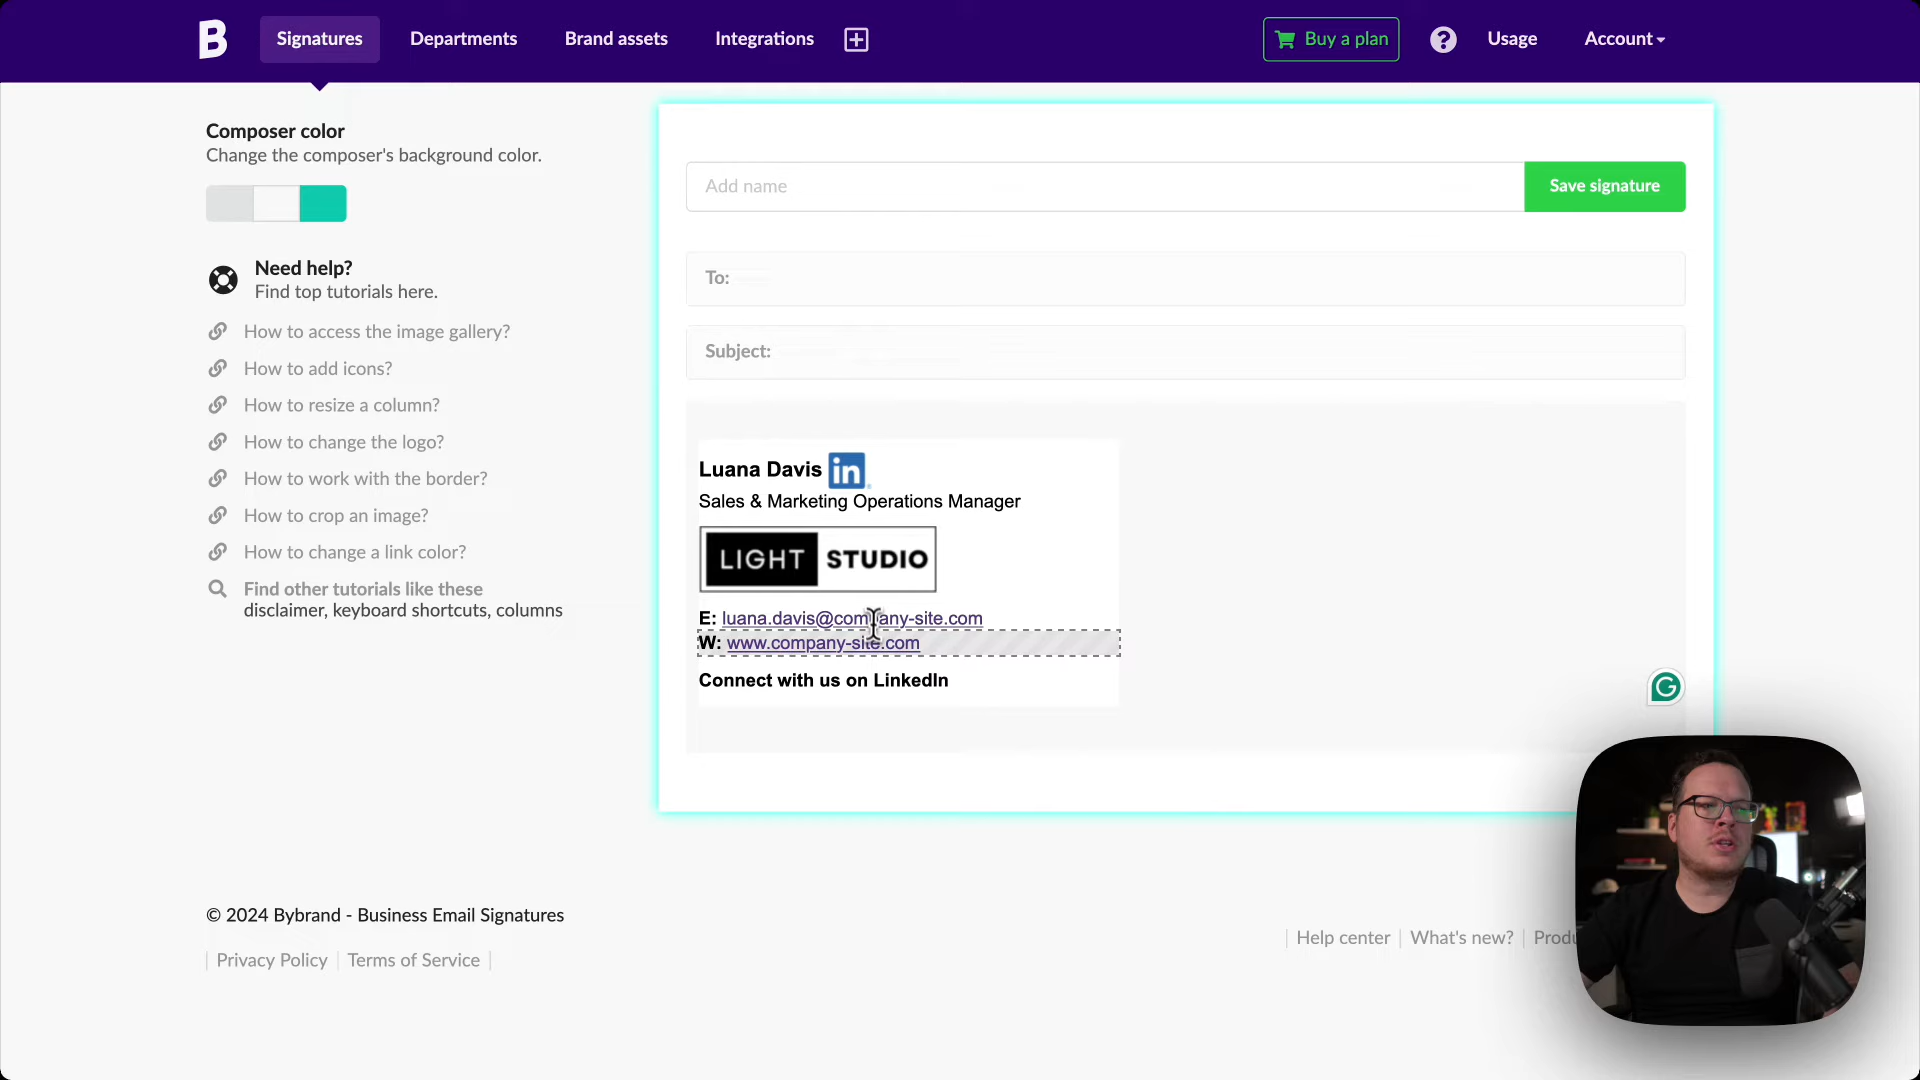 B Signatures Departments Brand assets Integrations Buy a plan ? Usage Account
Composer color
Change the composer's background color.
Need help?
Find top tutorials here.
How to access the image gallery?
How to add icons?
How to resize a column?
How to change the logo?
How to work with the border?
How to crop an image?
How to change a link color?
Find other tutorials like these
disclaimer, keyboard shortcuts, columns
Add name Save signature
To:
Subject:
Luana Davis in
Sales & Marketing Operations Manager
LIGHT STUDIO
E: luana.davis@company-site.com
W: www.company-site.com
Connect with us on LinkedIn
G
© 2024 Bybrand - Business Email Signatures
Privacy Policy | Terms of Service |
| Help center | What's new? | Produ